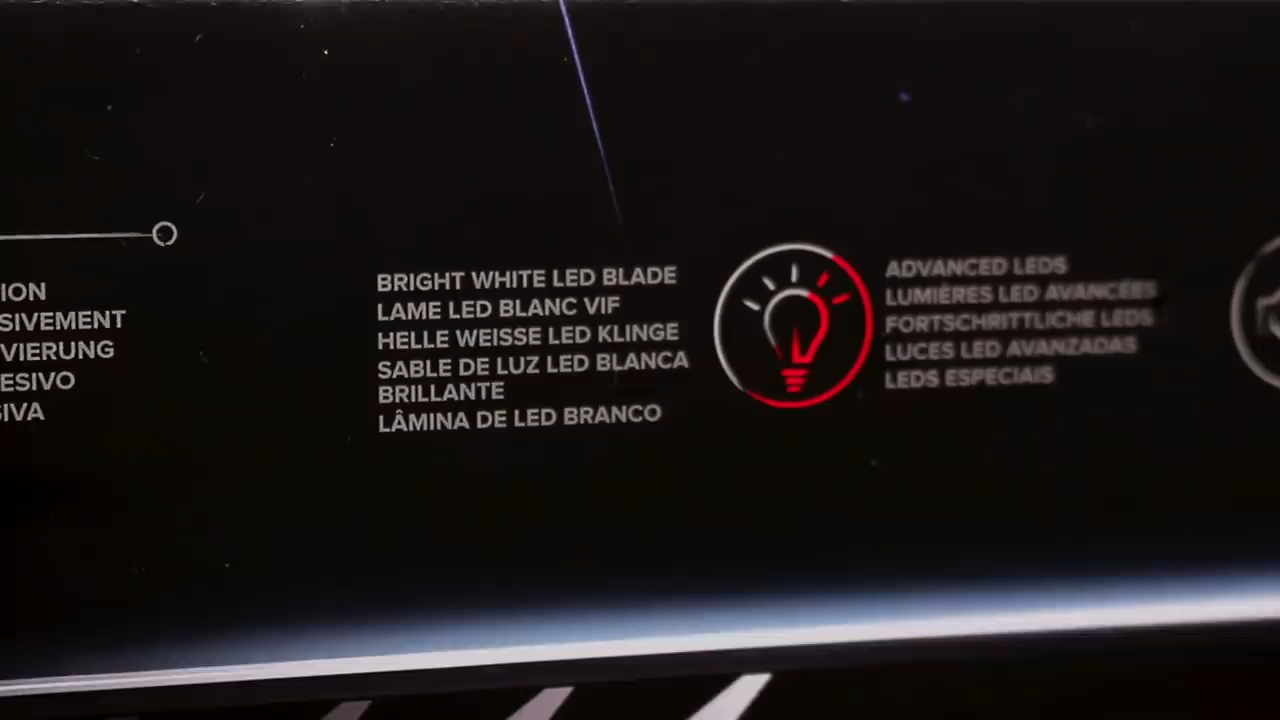 ION
SIVEMENT
VIERUNG
ESIVO
SIVA
BRIGHT WHITE LED BLADE
LAME LED BLANC VIF
HELLE WEISSE LED KLINGE
SABLE DE LUZ LED BLANCA
BRILLANTE
LÂMINA DE LED BRANCO
ADVANCED LEDS
LUMIÈRES LED AVANCÉES
FORTSCHRITTLICHE LEDS
LUCES LED AVANZADAS
LEDS ESPECIAIS